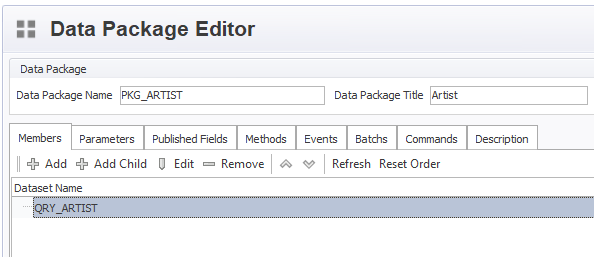 Data Package Editor
Data Package
Data Package Name PKG_ARTIST Data Package Title Artist
Members Parameters Published Fields Methods Events Batchs Commands Description
Add Add Child Edit Remove Refresh Reset Order
Dataset Name
QRY_ARTIST